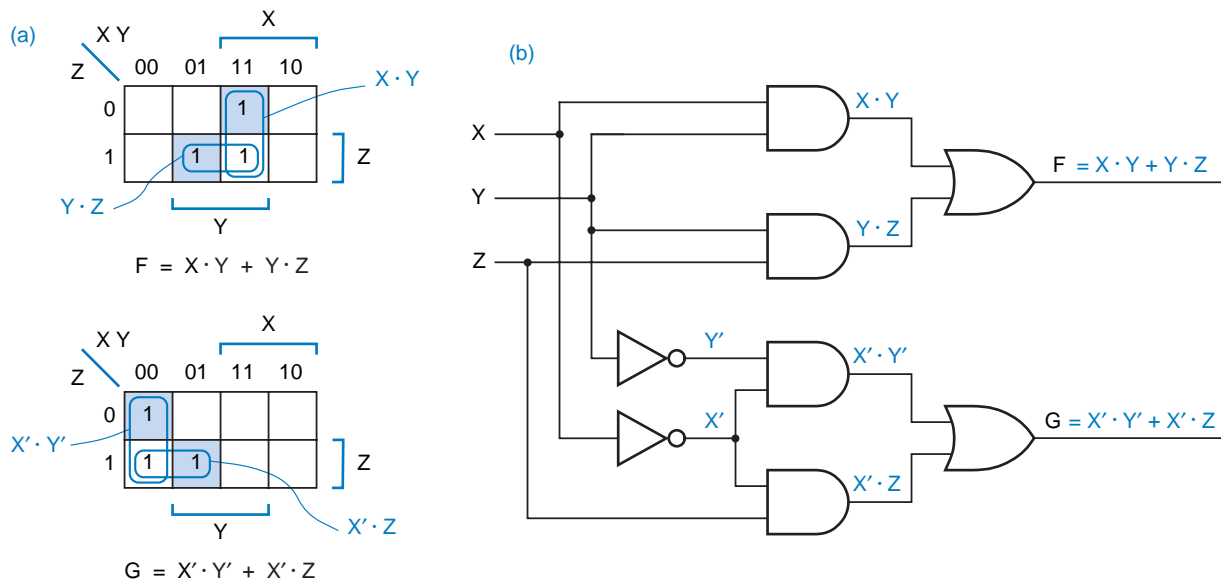 (a)
X Y
X
Z 00 01 11 10
X · Y
0 1
1 1 1 Z
Y · Z
Y
F = X · Y + Y · Z
X Y
X
Z 00 01 11 10
0 1
X′ · Y′
1 1 1 Z
Y
X′ · Z
G = X′ · Y′ + X′ · Z
(b)
X · Y
X
F = X · Y + Y · Z
Y
Y · Z
Z
Y′
X′ · Y′
X′
G = X′ · Y′ + X′ · Z
X′ · Z